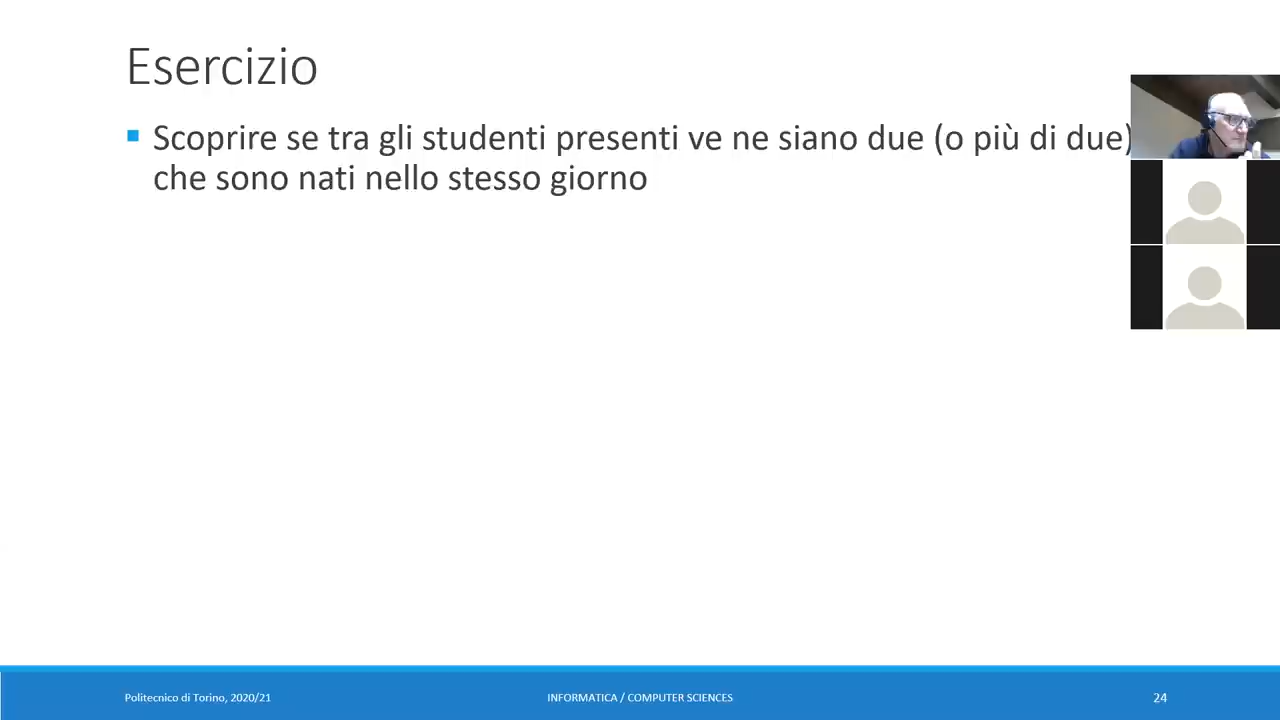 Esercizio
Scoprire se tra gli studenti presenti ve ne siano due (o più di due)
che sono nati nello stesso giorno
Politecnico di Torino, 2020/21
INFORMATICA / COMPUTER SCIENCES
24